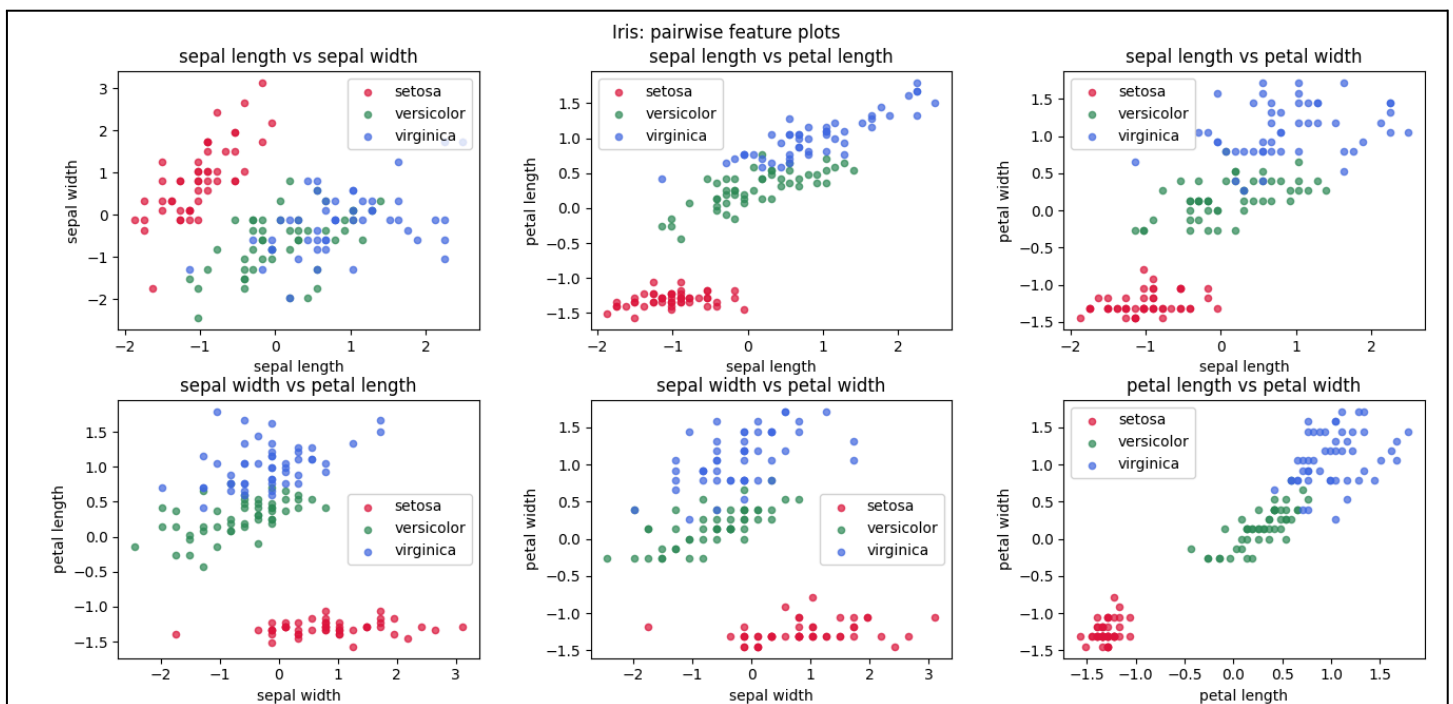 Iris: pairwise feature plots
sepal length vs sepal width
sepal width
3
2
1
0
−1
−2
setosa
versicolor
virginica
−2 −1 0 1 2
sepal length
sepal length vs petal length
petal length
1.5
1.0
0.5
0.0
−0.5
−1.0
−1.5
setosa
versicolor
virginica
−2 −1 0 1 2
sepal length
sepal length vs petal width
petal width
1.5
1.0
0.5
0.0
−0.5
−1.0
−1.5
setosa
versicolor
virginica
−2 −1 0 1 2
sepal length
sepal width vs petal length
petal length
1.5
1.0
0.5
0.0
−0.5
−1.0
−1.5
setosa
versicolor
virginica
−2 −1 0 1 2 3
sepal width
sepal width vs petal width
petal width
1.5
1.0
0.5
0.0
−0.5
−1.0
−1.5
setosa
versicolor
virginica
−2 −1 0 1 2 3
sepal width
petal length vs petal width
petal width
1.5
1.0
0.5
0.0
−0.5
−1.0
−1.5
setosa
versicolor
virginica
−1.5 −1.0 −0.5 0.0 0.5 1.0 1.5
petal length